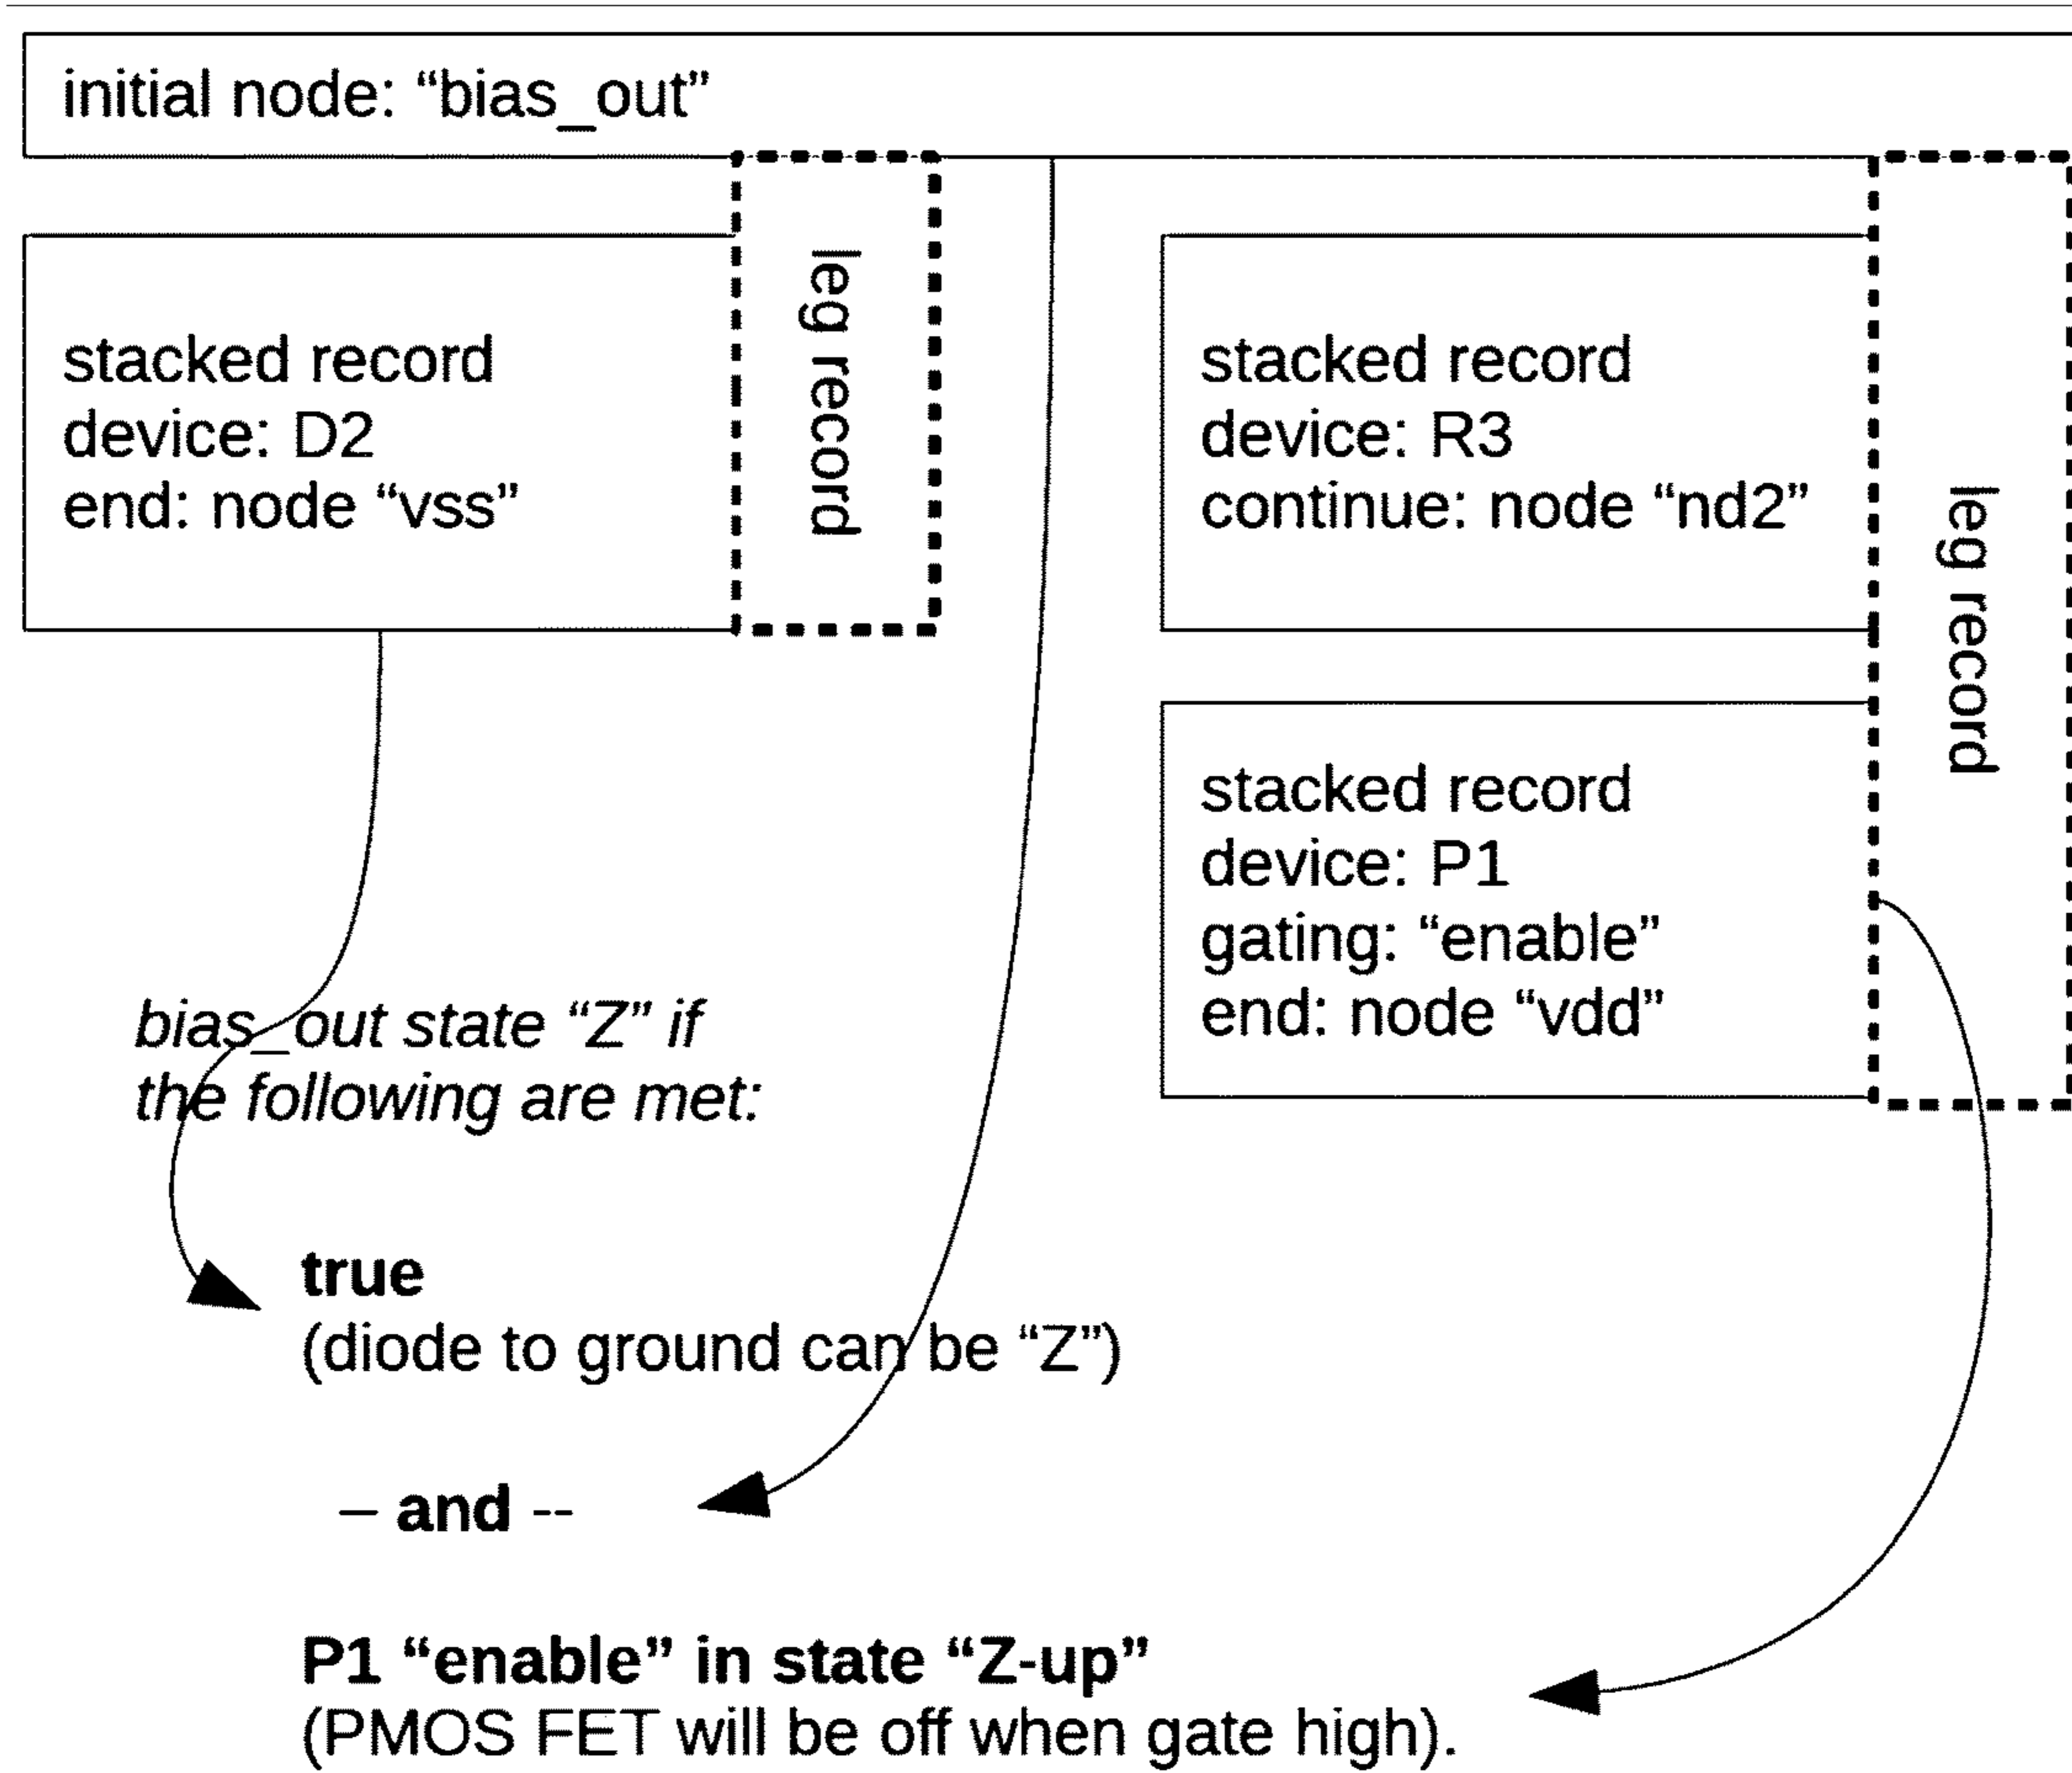 initial node: “bias_out”
stacked record
device: D2
end: node “vss”
leg record
stacked record
device: R3
continue: node “nd2”
stacked record
device: P1
gating: “enable”
end: node “vdd”
leg record
bias_out state “Z” if
the following are met:
true
(diode to ground can be “Z”)
– and --
P1 “enable” in state “Z-up”
(PMOS FET will be off when gate high).